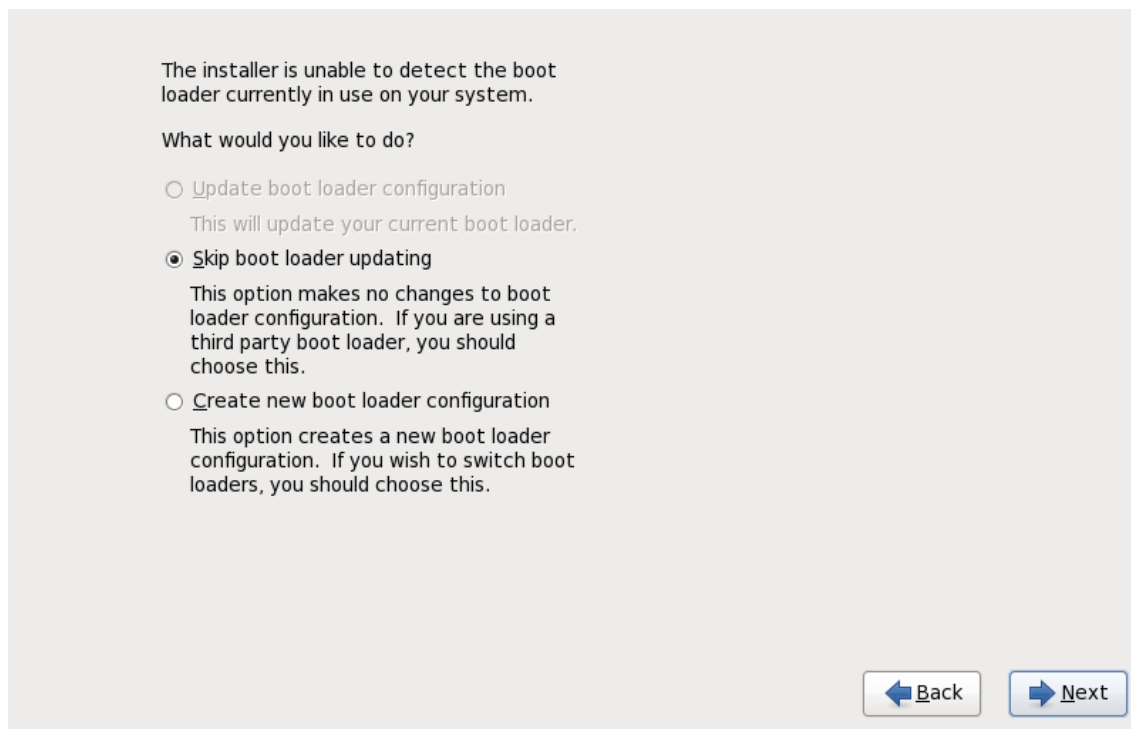 The installer is unable to detect the boot
loader currently in use on your system.
What would you like to do?
Update boot loader configuration
This will update your current boot loader.
Skip boot loader updating
This option makes no changes to boot
loader configuration.  If you are using a
third party boot loader, you should
choose this.
Create new boot loader configuration
This option creates a new boot loader
configuration.  If you wish to switch boot
loaders, you should choose this.
Back
Next